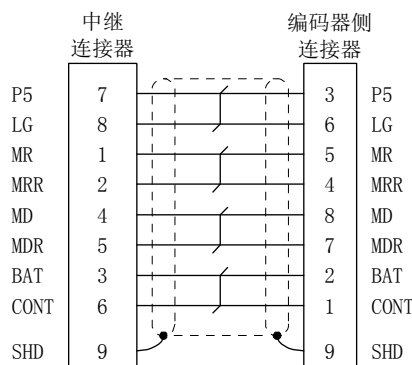 中继 编码器侧
连接器 连接器
P5 7 3 P5
LG 8 6 LG
MR 1 5 MR
MRR 2 4 MRR
MD 4 8 MD
MDR 5 7 MDR
BAT 3 2 BAT
CONT 6 1 CONT
SHD 9 9 SHD